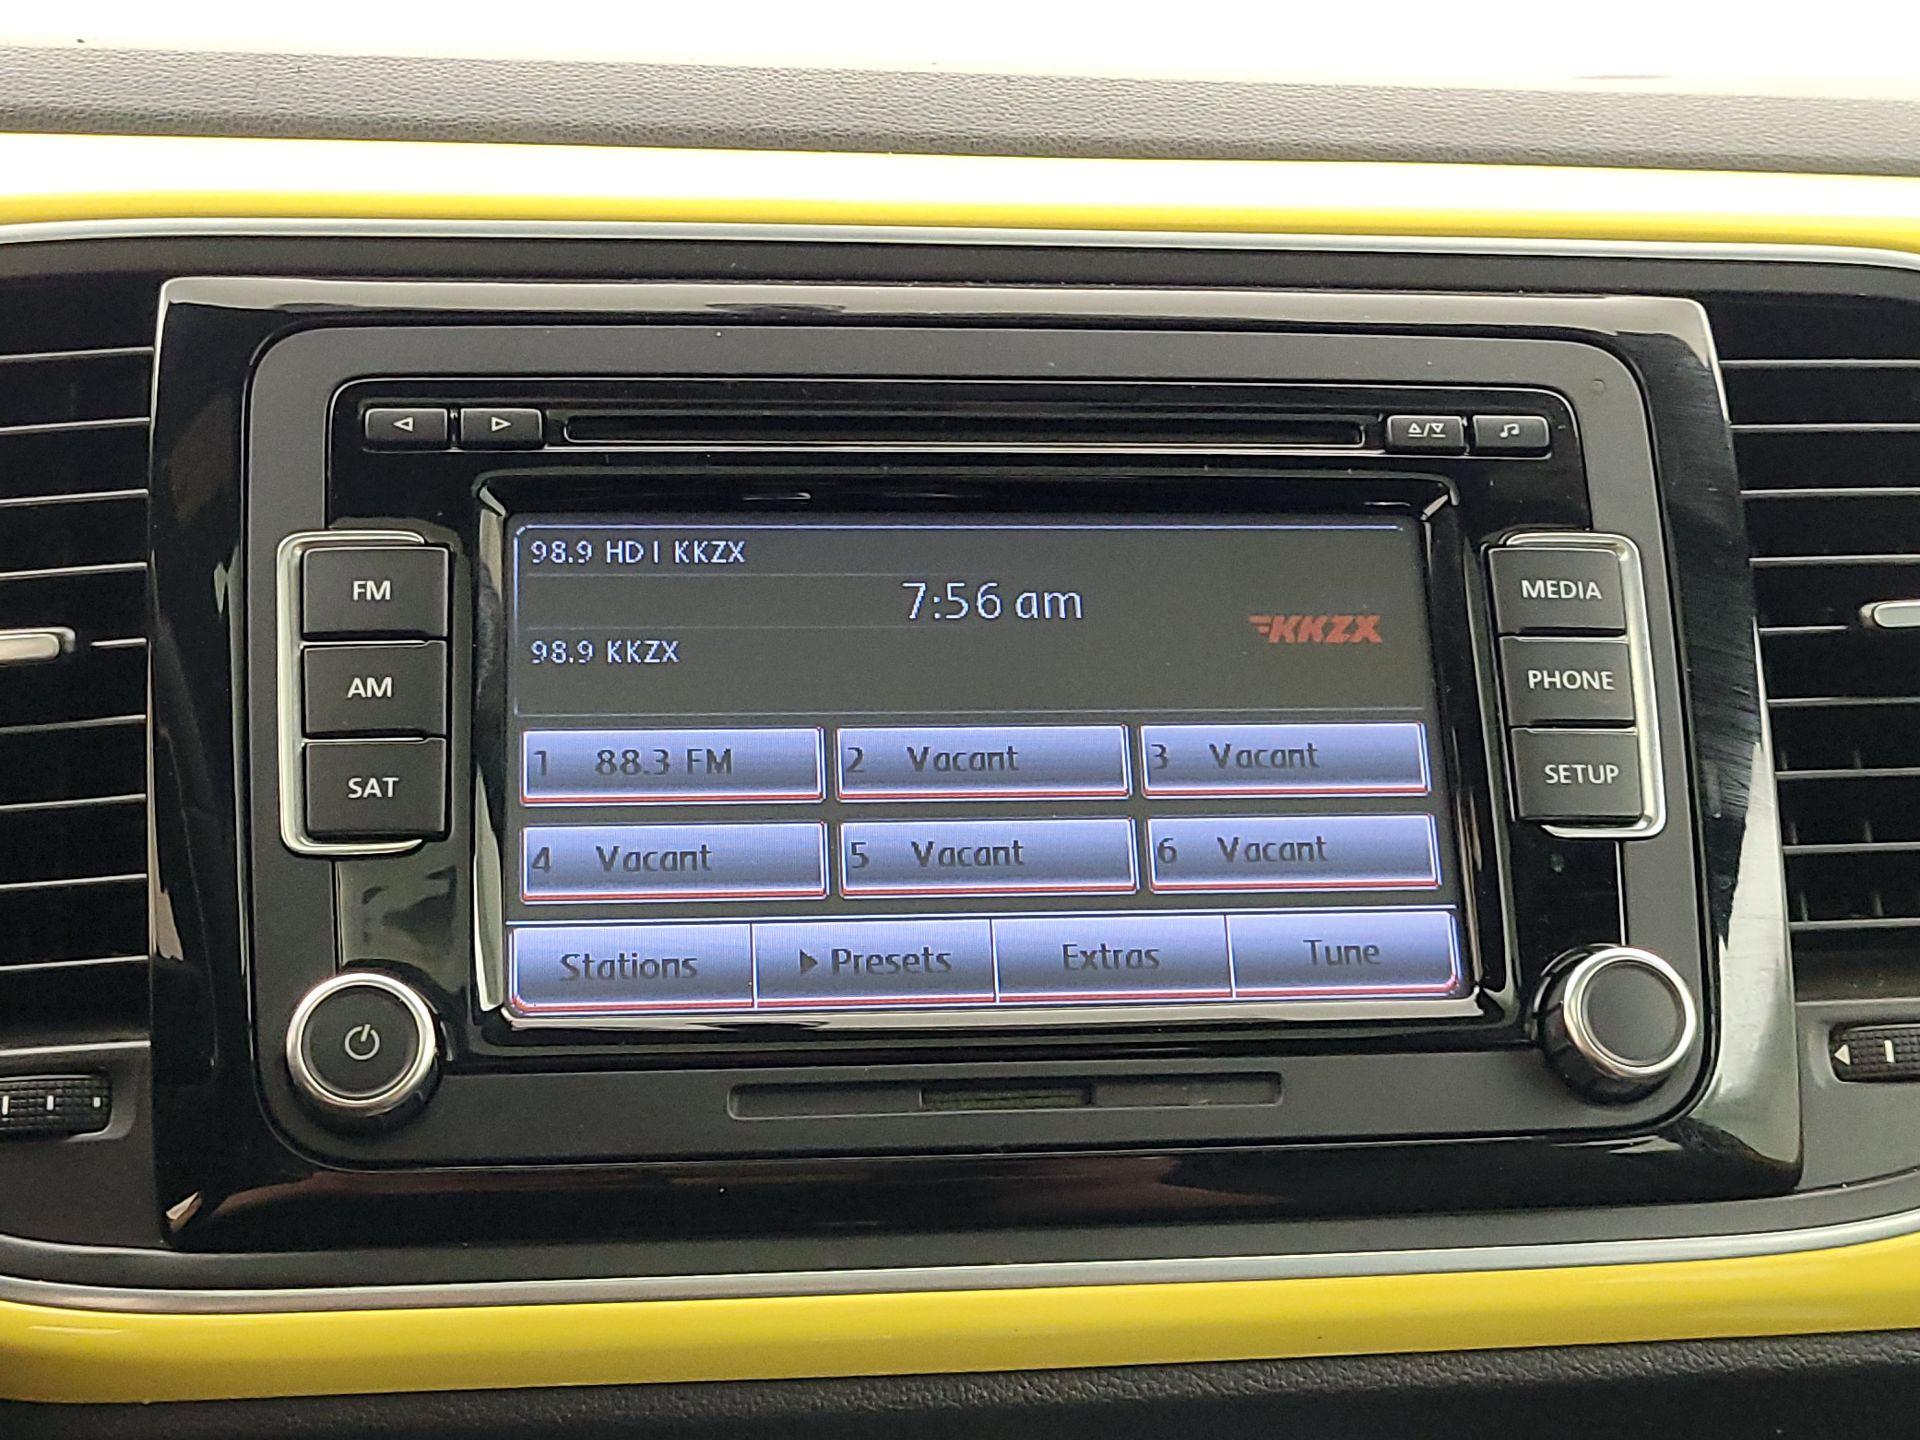 98.9 HD1 KKZX
7:56 am
KKZX
98.9 KKZX
FM
AM
SAT
MEDIA
PHONE
SETUP
1 88.3 FM
2 Vacant
3 Vacant
4 Vacant
5 Vacant
6 Vacant
Stations
Presets
Extras
Tune